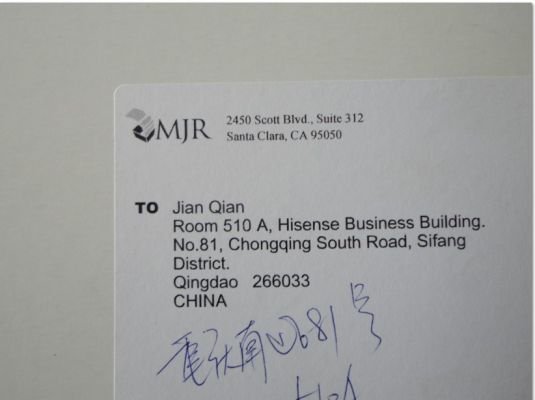 MJR
2450 Scott Blvd., Suite 312
Santa Clara, CA 95050
TO Jian Qian
Room 510 A, Hisense Business Building.
No.81, Chongqing South Road, Sifang
District.
Qingdao 266033
CHINA
重庆南路81号